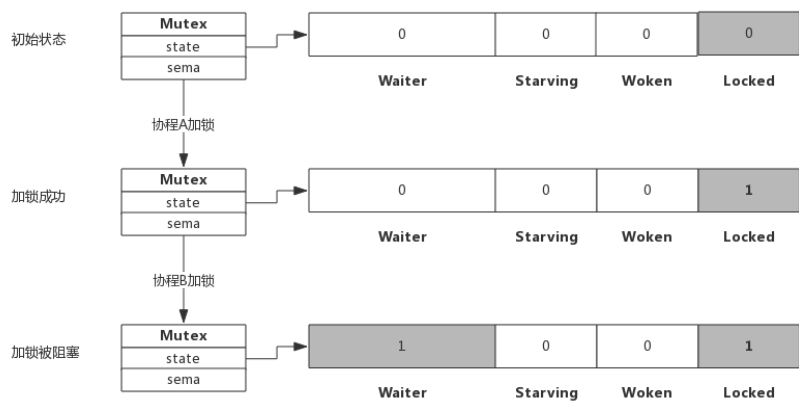 Mutex
初始状态 state 0 0 0 0
sema
Waiter Starving Woken Locked
协程A加锁
Mutex
加锁成功 state 0 0 0 1
sema
Waiter Starving Woken Locked
协程B加锁
Mutex
加锁被阻塞 state 1 0 0 1
sema
Waiter Starving Woken Locked